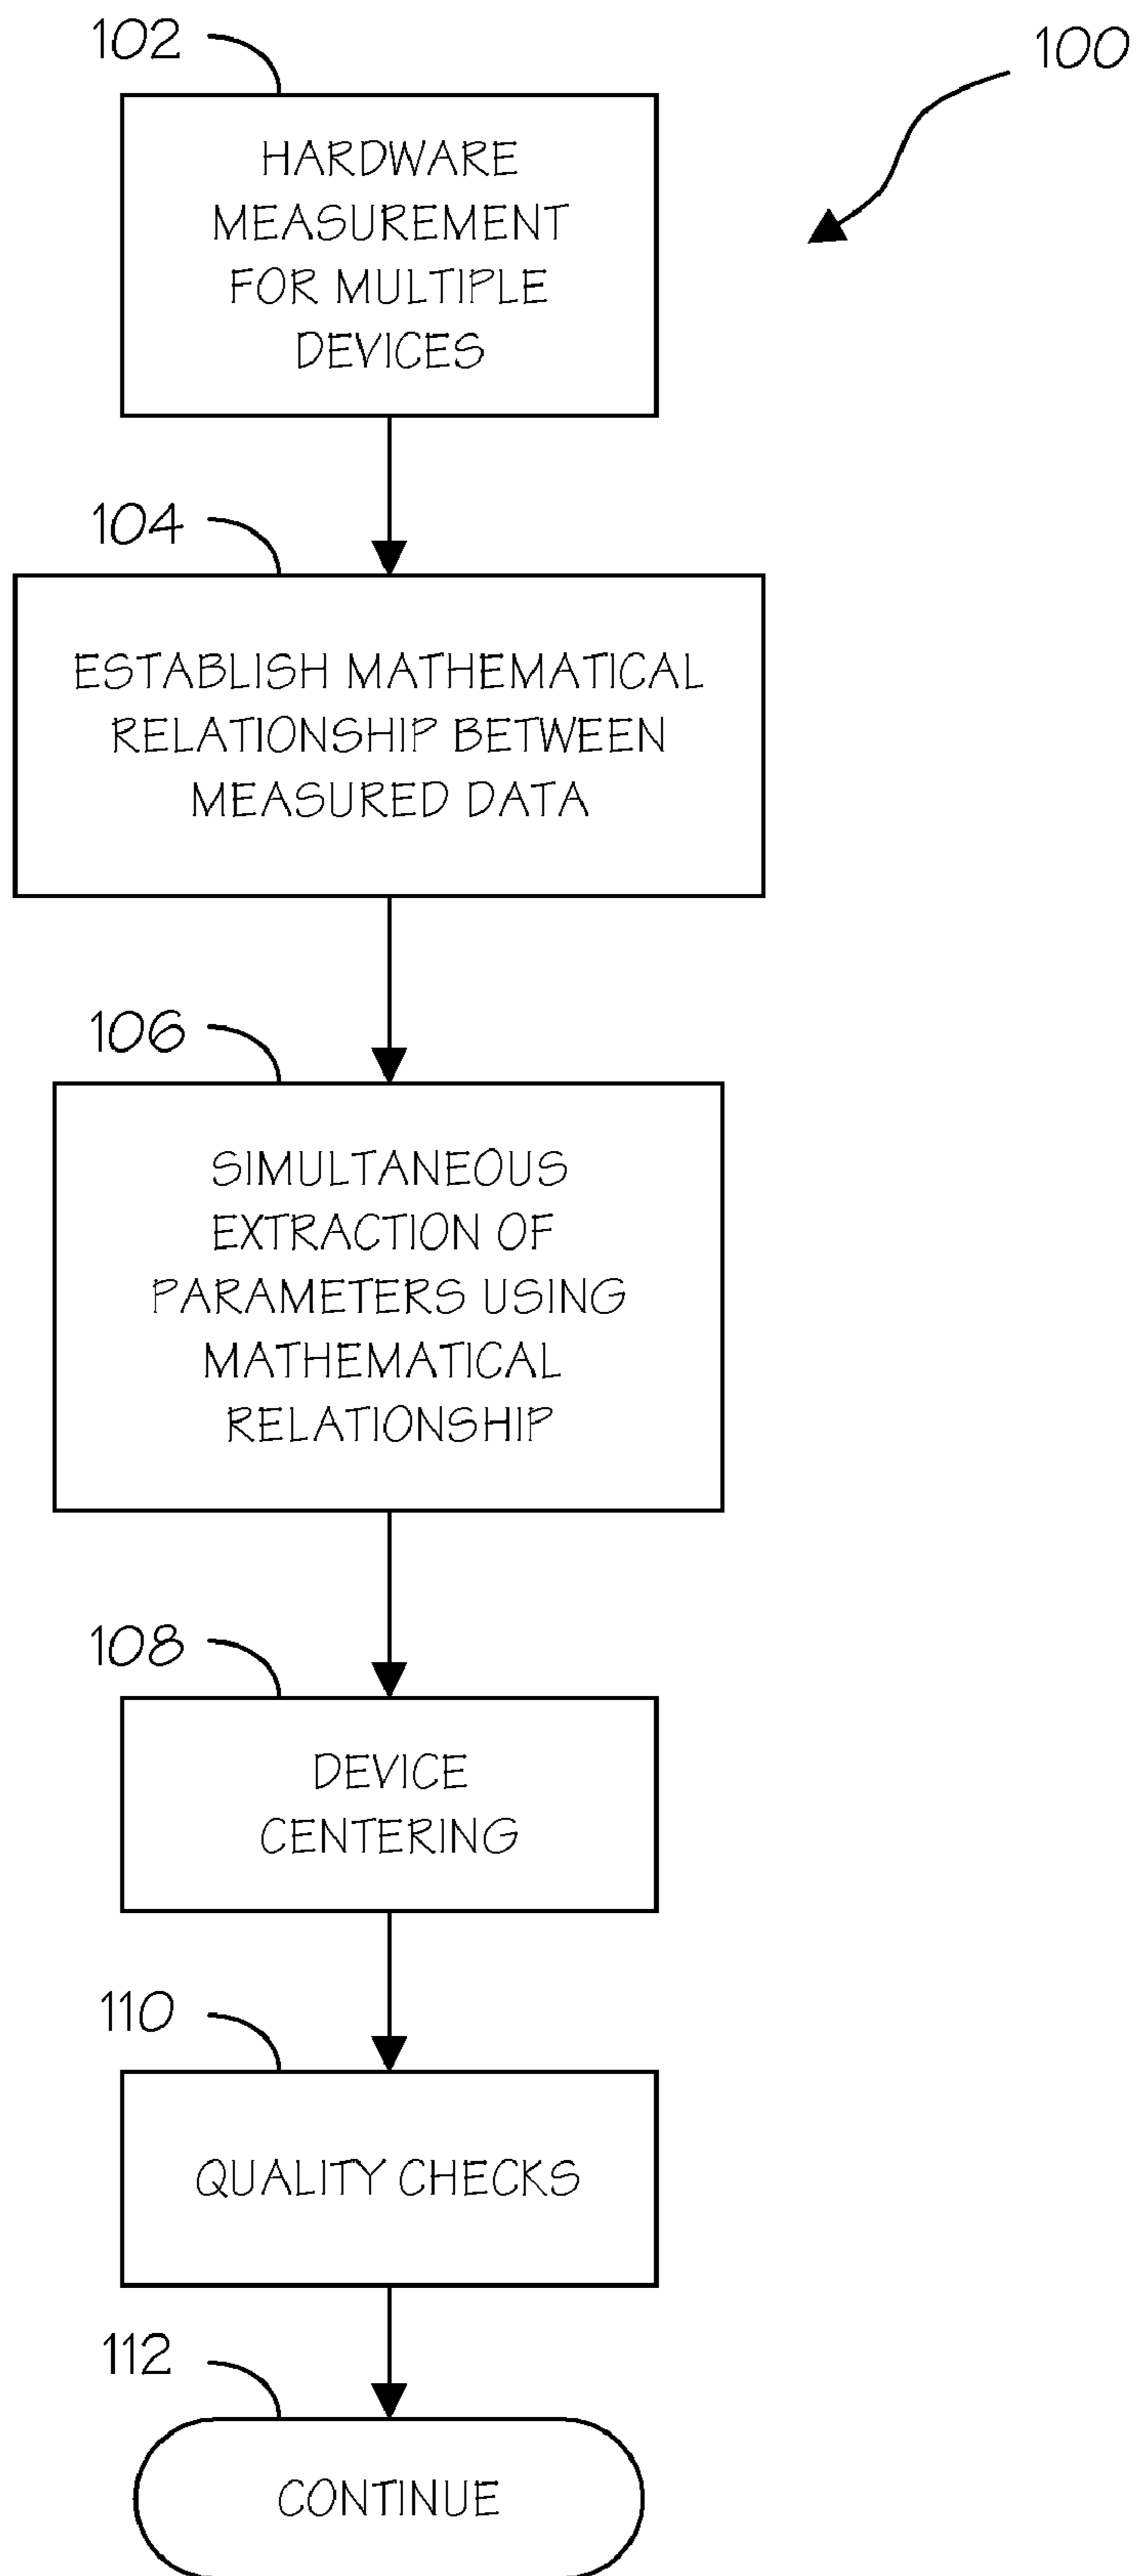 102
100
HARDWARE
MEASUREMENT
FOR MULTIPLE
DEVICES
104
ESTABLISH MATHEMATICAL
RELATIONSHIP BETWEEN
MEASURED DATA
106
SIMULTANEOUS
EXTRACTION OF
PARAMETERS USING
MATHEMATICAL
RELATIONSHIP
108
DEVICE
CENTERING
110
QUALITY CHECKS
112
CONTINUE